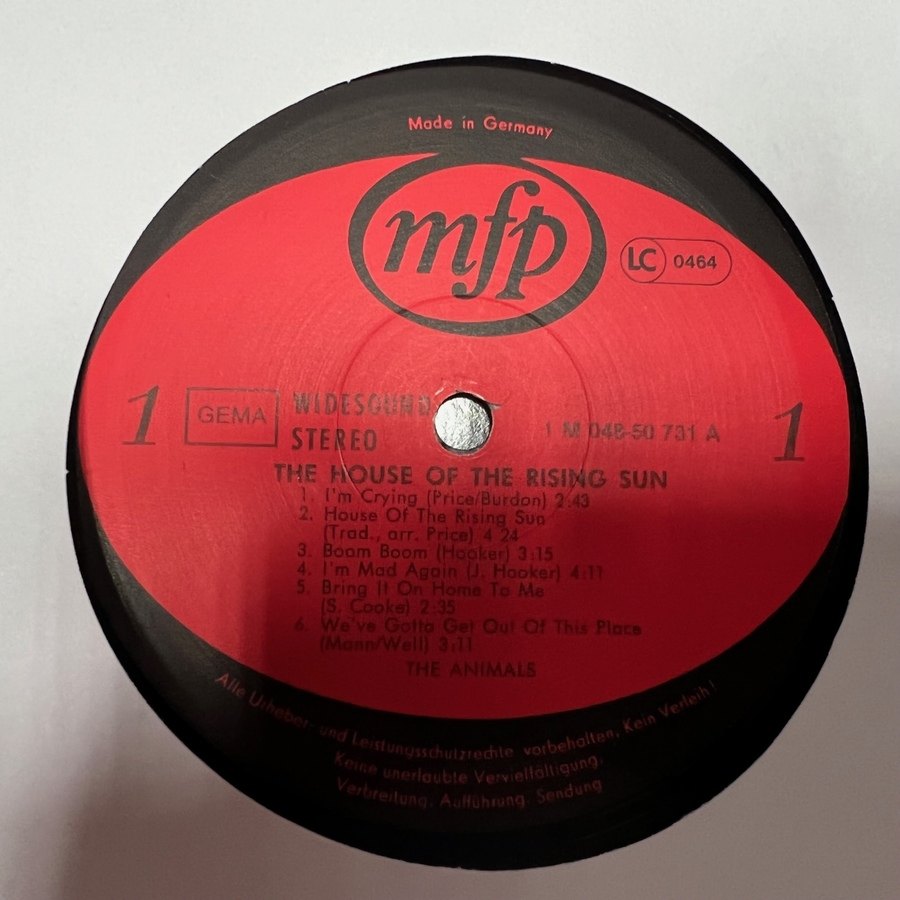 Made in Germany
mfp
LC 0464
1 GEMA WIDESOUND STEREO 1 M 048-50 731 A 1
THE HOUSE OF THE RISING SUN
1. I'm Crying (Price/Burdon) 2:43
2. House Of The Rising Sun
(Trad., arr. Price) 4 24
3. Boom Boom (Hooker) 3:15
4. I'm Mad Again (J. Hooker) 4:11
5. Bring It On Home To Me
(S. Cooke) 2:35
6. We've Gotta Get Out Of This Place
(Mann/Well) 3:11
THE ANIMALS
Alle Urheber- und Leistungsschutzrechte vorbehalten. Kein Verleih!
Keine unerlaubte Vervielfältigung,
Verbreitung, Aufführung, Sendung